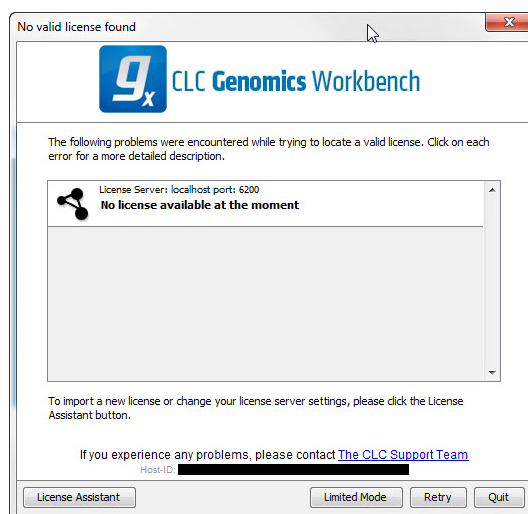 No valid license found
gx CLC Genomics Workbench
The following problems were encountered while trying to locate a valid license. Click on each
error for a more detailed description.
License Server: localhost port: 6200
No license available at the moment
To import a new license or change your license server settings, please click the License
Assistant button.
If you experience any problems, please contact The CLC Support Team
Host-ID:
License Assistant
Limited Mode
Retry
Quit